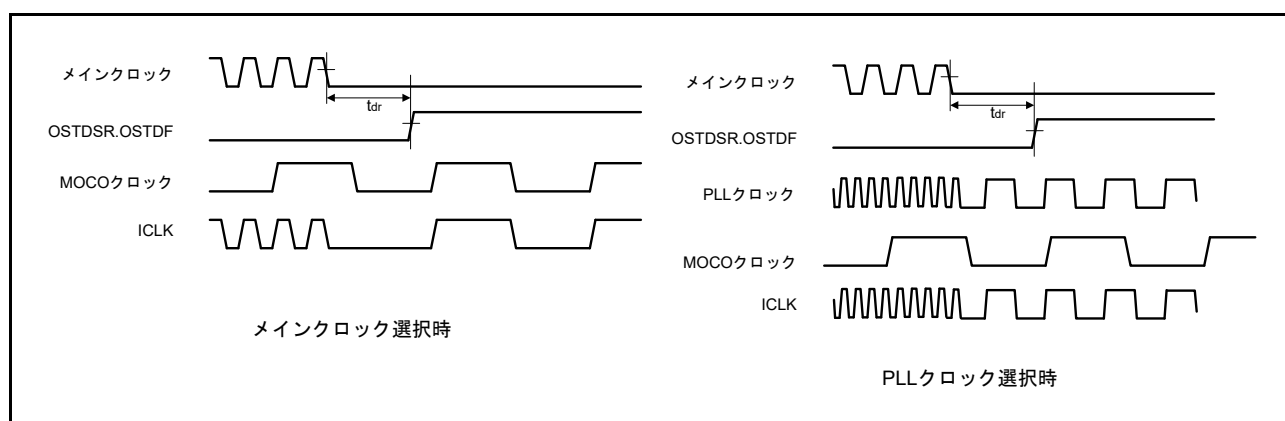 メインクロック
tdr
OSTDSR.OSTDF
MOCOクロック
ICLK
メインクロック選択時
メインクロック
tdr
OSTDSR.OSTDF
PLLクロック
MOCOクロック
ICLK
PLLクロック選択時